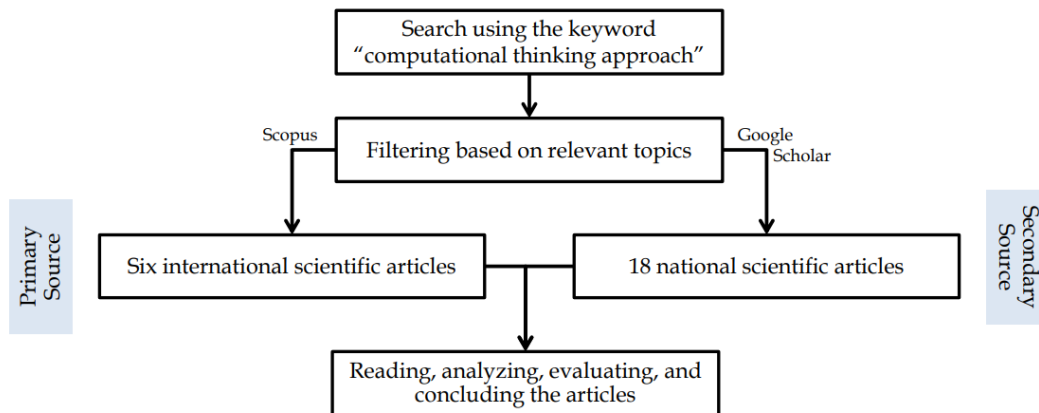 Search using the keyword
“computational thinking approach”
Scopus
Filtering based on relevant topics
Google
Scholar
Primary
Source
Six international scientific articles
18 national scientific articles
Secondary
Source
Reading, analyzing, evaluating, and
concluding the articles